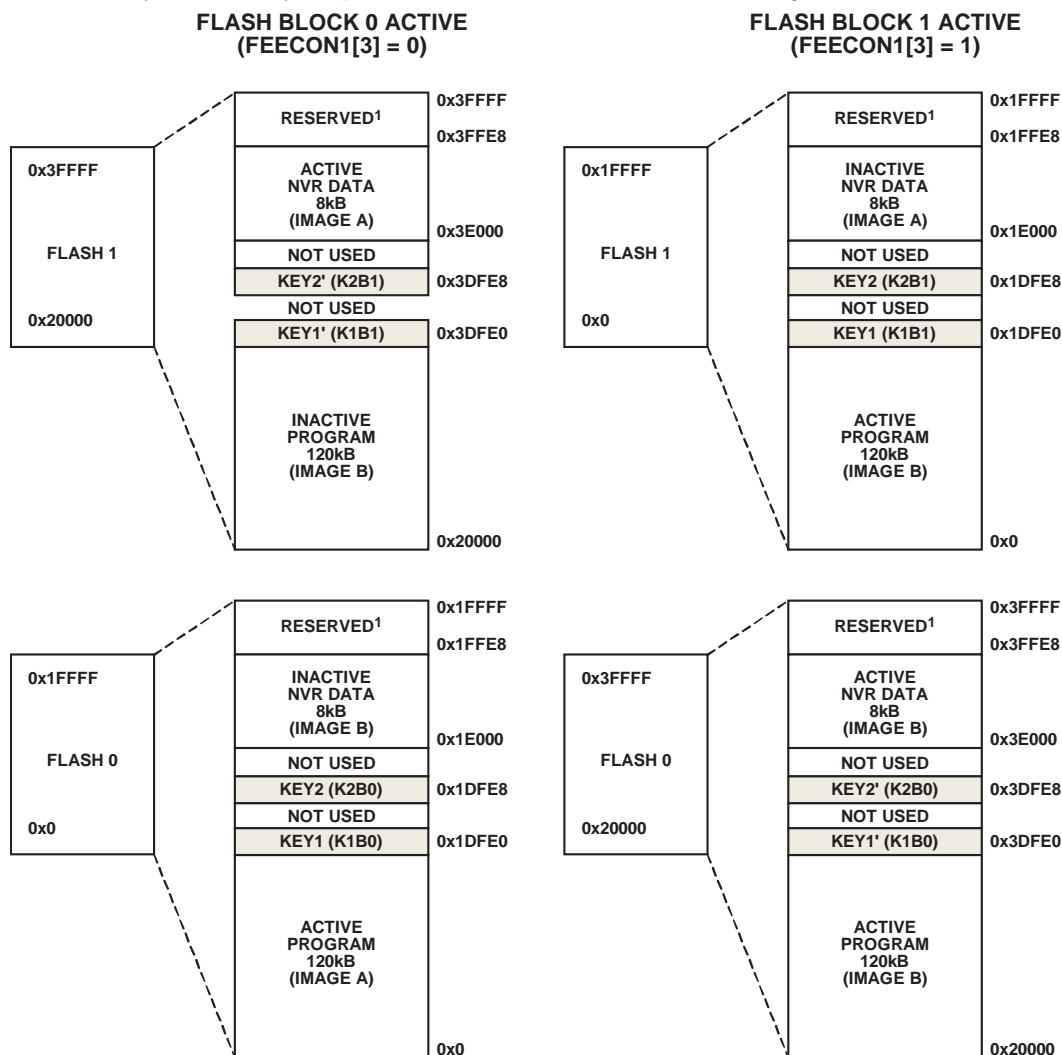 FLASH BLOCK 0 ACTIVE
(FEECON1[3] = 0)
0x3FFFF
FLASH 1
0x20000
RESERVED1
ACTIVE
NVR DATA
8kB
(IMAGE A)
NOT USED
KEY2' (K2B1)
NOT USED
KEY1' (K1B1)
INACTIVE
PROGRAM
120kB
(IMAGE B)
0x3FFFF
0x3FFE8
0x3E000
0x3DFE8
0x3DFE0
0x20000
FLASH BLOCK 1 ACTIVE
(FEECON1[3] = 1)
0x1FFFF
FLASH 1
0x0
RESERVED1
INACTIVE
NVR DATA
8kB
(IMAGE A)
NOT USED
KEY2 (K2B1)
NOT USED
KEY1 (K1B1)
ACTIVE
PROGRAM
120kB
(IMAGE B)
0x1FFFF
0x1FFE8
0x1E000
0x1DFE8
0x1DFE0
0x0
0x1FFFF
FLASH 0
0x0
RESERVED1
INACTIVE
NVR DATA
8kB
(IMAGE B)
NOT USED
KEY2 (K2B0)
NOT USED
KEY1 (K1B0)
ACTIVE
PROGRAM
120kB
(IMAGE A)
0x1FFFF
0x1FFE8
0x1E000
0x1DFE8
0x1DFE0
0x0
0x3FFFF
FLASH 0
0x20000
RESERVED1
ACTIVE
NVR DATA
8kB
(IMAGE B)
NOT USED
KEY2' (K2B0)
NOT USED
KEY1' (K1B0)
ACTIVE
PROGRAM
120kB
(IMAGE B)
0x3FFFF
0x3FFE8
0x3E000
0x3DFE8
0x3DFE0
0x20000